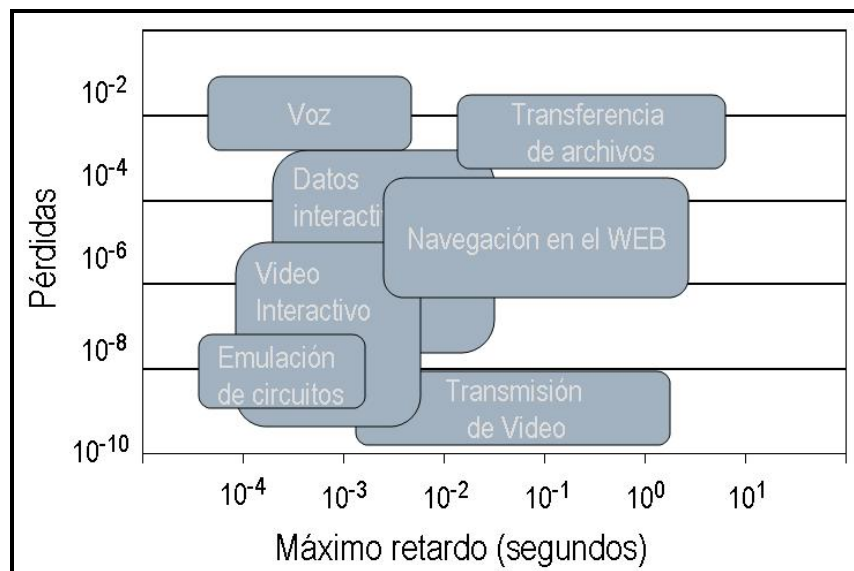 Pérdidas
10⁻²
10⁻⁴
10⁻⁶
10⁻⁸
10⁻¹⁰
Voz
Transferencia
de archivos
Datos
interactiv
Navegación en el WEB
Video
Interactivo
Emulación
de circuitos
Transmisión
de Video
10⁻⁴ 10⁻³ 10⁻² 10⁻¹ 10⁰ 10¹
Máximo retardo (segundos)